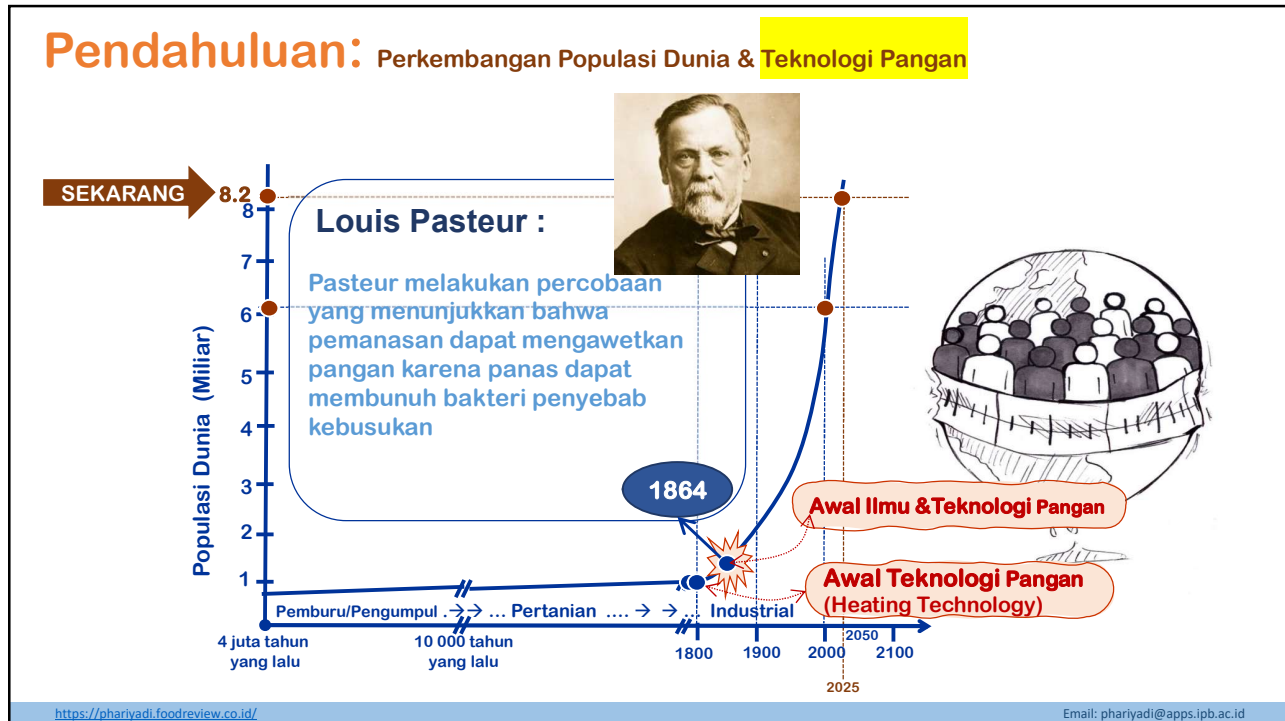 Pendahuluan: Perkembangan Populasi Dunia & Teknologi Pangan
SEKARANG
8.2
8
7
6
5
4
3
2
1
Populasi Dunia (Miliar)
Louis Pasteur :
Pasteur melakukan percobaan
yang menunjukkan bahwa
pemanasan dapat mengawetkan
pangan karena panas dapat
membunuh bakteri penyebab
kebusukan
1864
Awal Ilmu &Teknologi Pangan
Awal Teknologi Pangan
(Heating Technology)
Pemburu/Pengumpul .→→ ... Pertanian .... → → ... Industrial
4 juta tahun
yang lalu
10 000 tahun
yang lalu
1800
1900
2000
2050
2100
2025
https://phariyadi.foodreview.co.id/
Email: phariyadi@apps.ipb.ac.id